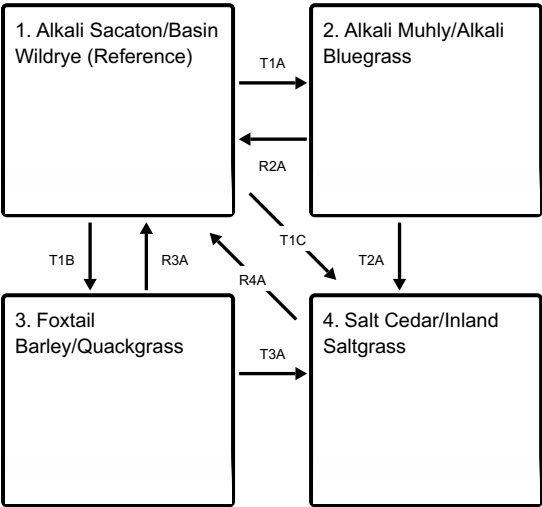 1. Alkali Sacaton/Basin
Wildrye (Reference)
2. Alkali Muhly/Alkali
Bluegrass
T1A
R2A
T1C
T1B
R3A
R4A
T2A
3. Foxtail
Barley/Quackgrass
4. Salt Cedar/Inland
Saltgrass
T3A